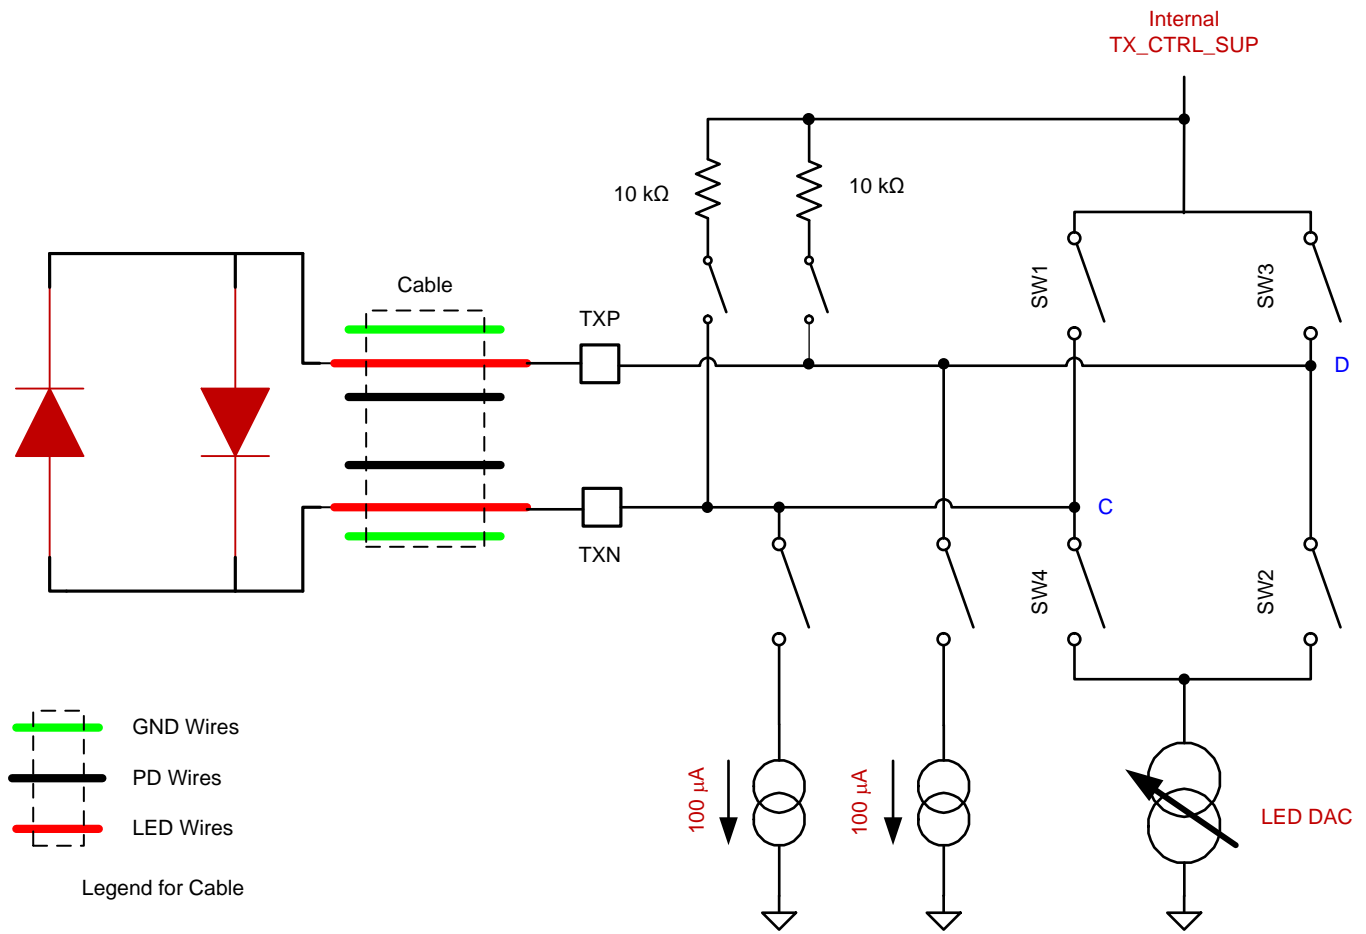 Internal
TX_CTRL_SUP
10 kΩ
10 kΩ
SW1
SW3
Cable
TXP
D
C
TXN
SW4
SW2
GND Wires
PD Wires
LED Wires
Legend for Cable
100 µA
100 µA
LED DAC